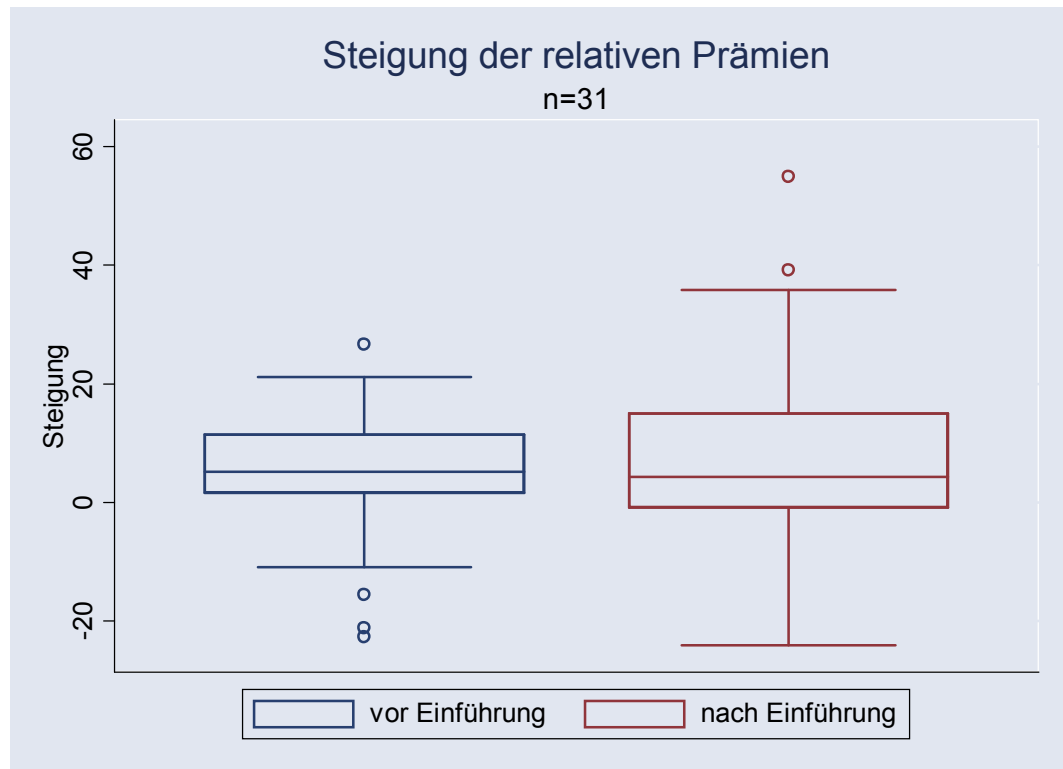 Steigung der relativen Prämien
n=31
60
40
20
0
-20
Steigung
vor Einführung
nach Einführung